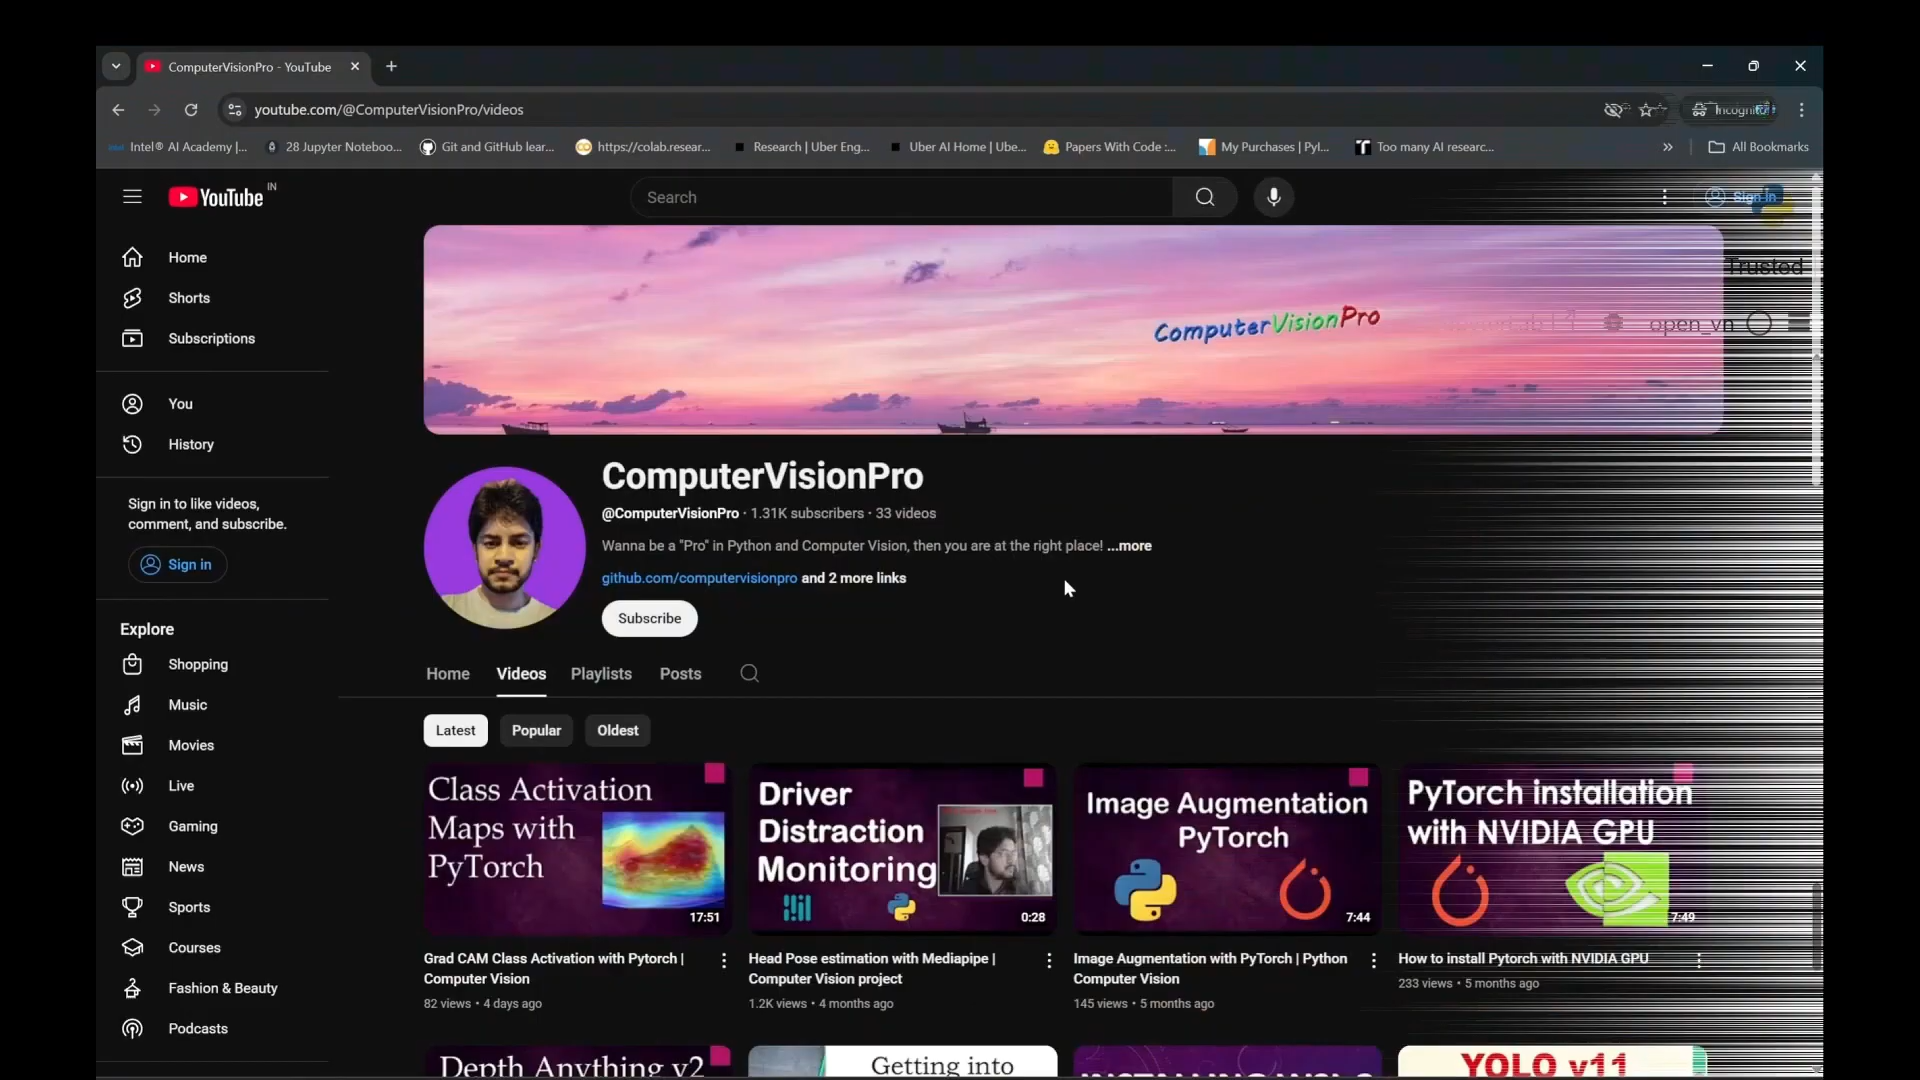 ComputerVisionPro - YouTube
youtube.com/@ComputerVisionPro/videos
Incognito
Intel® AI Academy |...
28 Jupyter Noteboo...
Git and GitHub lear...
https://colab.resear...
Research | Uber Eng...
Uber AI Home | Ube...
Papers With Code :...
My Purchases | PyI...
Too many AI researc...
All Bookmarks
YouTube IN
Search
Sign in
Home
Shorts
Subscriptions
You
History
Sign in to like videos,
comment, and subscribe.
Sign in
Explore
Shopping
Music
Movies
Live
Gaming
News
Sports
Courses
Fashion & Beauty
Podcasts
ComputerVisionPro
Trusted
open_vn
ComputerVisionPro
@ComputerVisionPro • 1.31K subscribers • 33 videos
Wanna be a "Pro" in Python and Computer Vision, then you are at the right place! ...more
github.com/computervisionpro and 2 more links
Subscribe
Home Videos Playlists Posts
Latest Popular Oldest
Class Activation
Maps with
PyTorch
17:51
Grad CAM Class Activation with Pytorch |
Computer Vision
82 views • 4 days ago
Driver
Distraction
Monitoring
0:28
Head Pose estimation with Mediapipe |
Computer Vision project
1.2K views • 4 months ago
Image Augmentation
PyTorch
7:44
Image Augmentation with PyTorch | Python
Computer Vision
145 views • 5 months ago
PyTorch installation
with NVIDIA GPU
7:49
How to install Pytorch with NVIDIA GPU
233 views • 5 months ago
Depth Anything v2
Getting into
YOLO v11